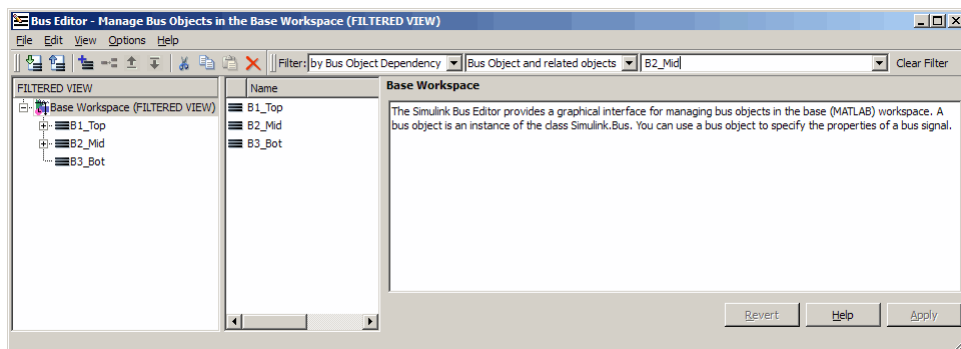 Bus Editor - Manage Bus Objects in the Base Workspace (FILTERED VIEW)
File Edit View Options Help
Filter: by Bus Object Dependency Bus Object and related objects B2_Mid Clear Filter
FILTERED VIEW
Base Workspace (FILTERED VIEW)
B1_Top
B2_Mid
B3_Bot
Name
B1_Top
B2_Mid
B3_Bot
Base Workspace
The Simulink Bus Editor provides a graphical interface for managing bus objects in the base (MATLAB) workspace. A
bus object is an instance of the class Simulink.Bus. You can use a bus object to specify the properties of a bus signal.
Revert Help Apply